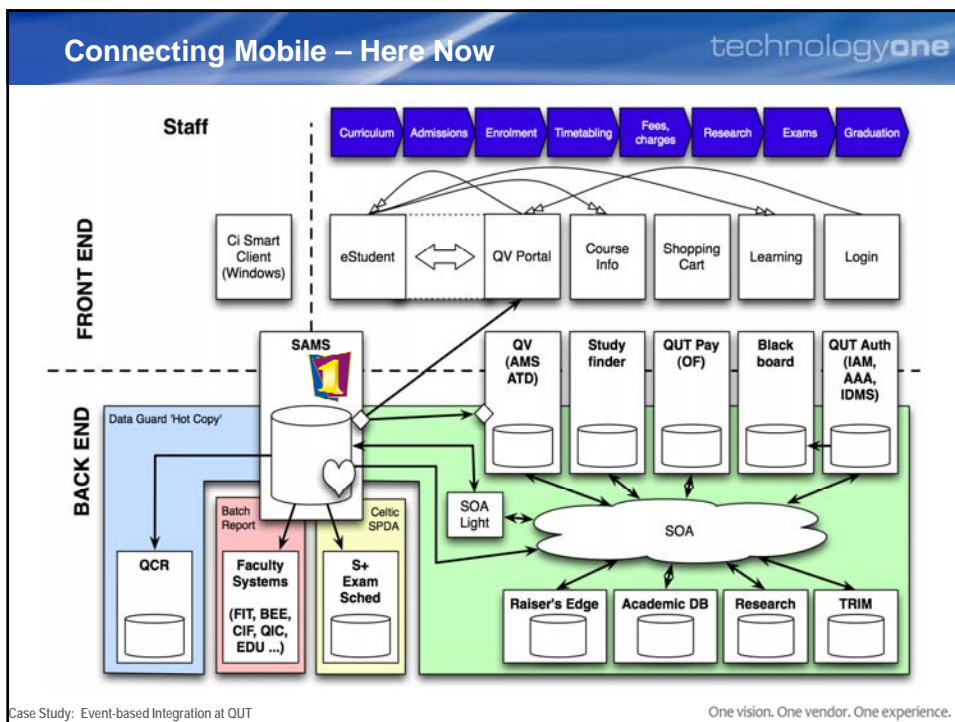 Connecting Mobile – Here Now
technologyone
Staff
Curriculum
Admissions
Enrolment
Timetabling
Fees,
charges
Research
Exams
Graduation
FRONT END
Ci Smart
Client
(Windows)
eStudent
QV Portal
Course
Info
Shopping
Cart
Learning
Login
SAMS
1
QV
(AMS
ATD)
Study
finder
QUT Pay
(OF)
Black
board
QUT Auth
(IAM,
AAA,
IDMS)
BACK END
Data Guard 'Hot Copy'
Batch
Report
Celtic
SPDA
SOA
Light
SOA
QCR
Faculty
Systems
(FIT, BEE,
CIF, QIC,
EDU ...)
S+
Exam
Sched
Raiser's Edge
Academic DB
Research
TRIM
Case Study: Event-based Integration at QUT
One vision. One vendor. One experience.